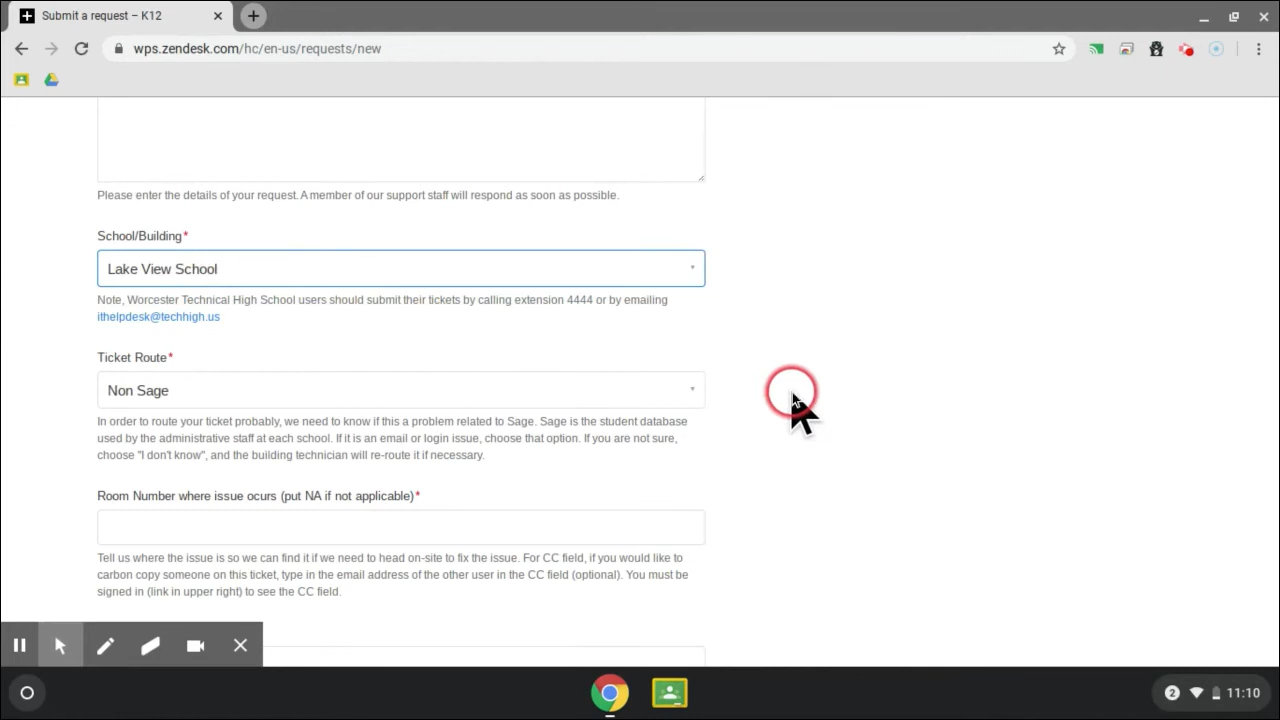 Submit a request – K12
wps.zendesk.com/hc/en-us/requests/new
Please enter the details of your request. A member of our support staff will respond as soon as possible.
School/Building*
Lake View School
Note, Worcester Technical High School users should submit their tickets by calling extension 4444 or by emailing
ithelpdesk@techhigh.us
Ticket Route*
Non Sage
In order to route your ticket probably, we need to know if this a problem related to Sage. Sage is the student database
used by the administrative staff at each school. If it is an email or login issue, choose that option. If you are not sure,
choose "I don't know", and the building technician will re-route it if necessary.
Room Number where issue ocurs (put NA if not applicable)*
Tell us where the issue is so we can find it if we need to head on-site to fix the issue. For CC field, if you would like to
carbon copy someone on this ticket, type in the email address of the other user in the CC field (optional). You must be
signed in (link in upper right) to see the CC field.
2 11:10